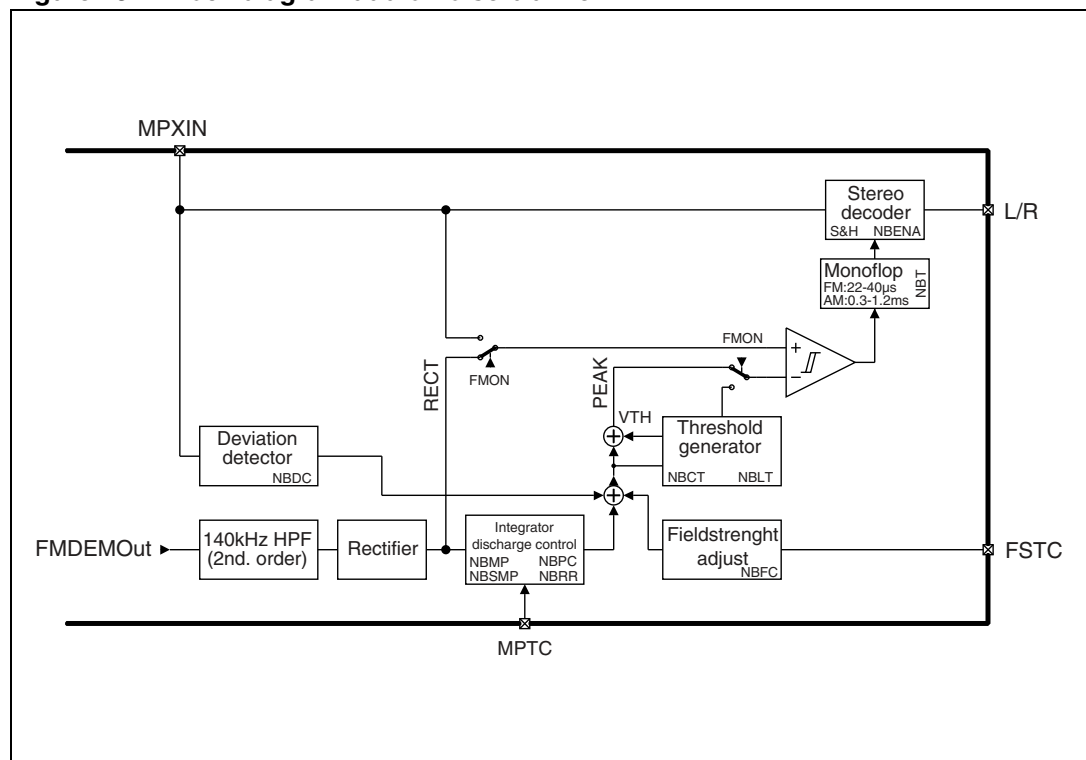 MPXIN
Stereo
decoder
S&H NBENA
L/R
Monoflop
FM:22-40µs
AM:0.3-1.2ms
NBT
FMON
FMON
RECT
PEAK
VTH
Threshold
generator
NBCT NBLT
Deviation
detector
NBDC
FMDEMOut
140kHz HPF
(2nd. order)
Rectifier
Integrator
discharge control
NBMP NBPC
NBSMP NBRR
Fieldstrenght
adjust
NBFC
FSTC
MPTC